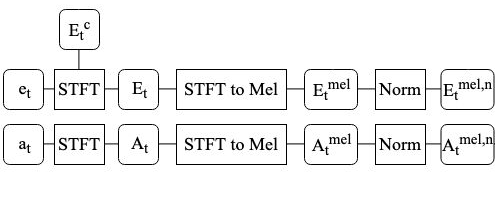 E_t^c
e_t STFT E_t STFT to Mel E_t^mel Norm E_t^mel,n
a_t STFT A_t STFT to Mel A_t^mel Norm A_t^mel,n